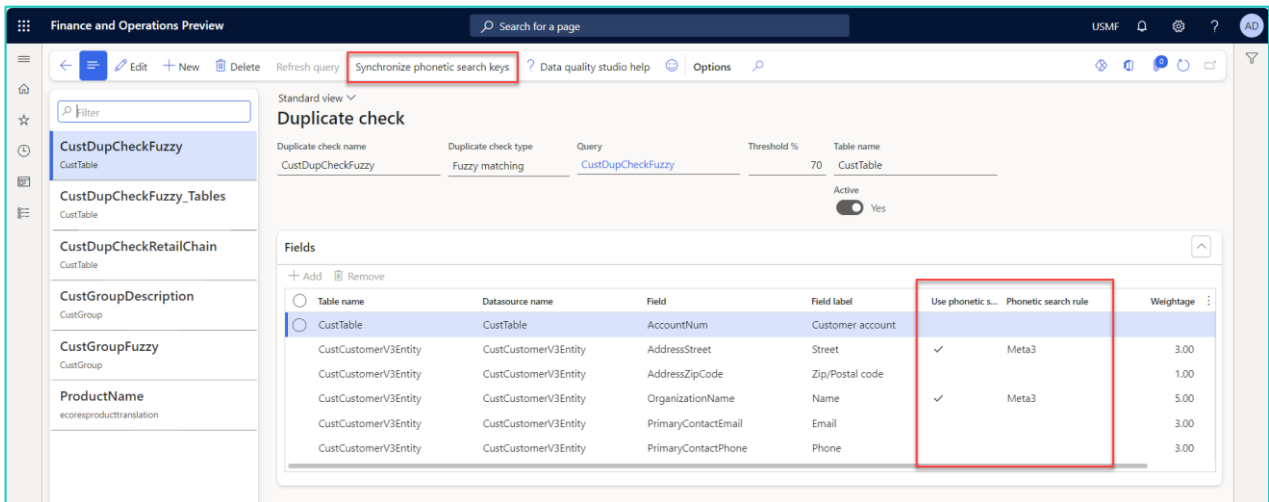 Finance and Operations Preview
Search for a page
USMF
?
AD
Edit
New
Delete
Refresh query
Synchronize phonetic search keys
? Data quality studio help
Options
0
Filter
CustDupCheckFuzzy
CustTable
CustDupCheckFuzzy_Tables
CustTable
CustDupCheckRetailChain
CustTable
CustGroupDescription
CustGroup
CustGroupFuzzy
CustGroup
ProductName
ecoresproducttranslation
Standard view
Duplicate check
Duplicate check name Duplicate check type Query Threshold % Table name
CustDupCheckFuzzy Fuzzy matching CustDupCheckFuzzy 70 CustTable
Active
Yes
Fields
Add Remove
Table name Datasource name Field Field label Use phonetic s... Phonetic search rule Weightage
CustTable CustTable AccountNum Customer account
CustCustomerV3Entity CustCustomerV3Entity AddressStreet Street Meta3 3.00
CustCustomerV3Entity CustCustomerV3Entity AddressZipCode Zip/Postal code 1.00
CustCustomerV3Entity CustCustomerV3Entity OrganizationName Name Meta3 5.00
CustCustomerV3Entity CustCustomerV3Entity PrimaryContactEmail Email 3.00
CustCustomerV3Entity CustCustomerV3Entity PrimaryContactPhone Phone 3.00